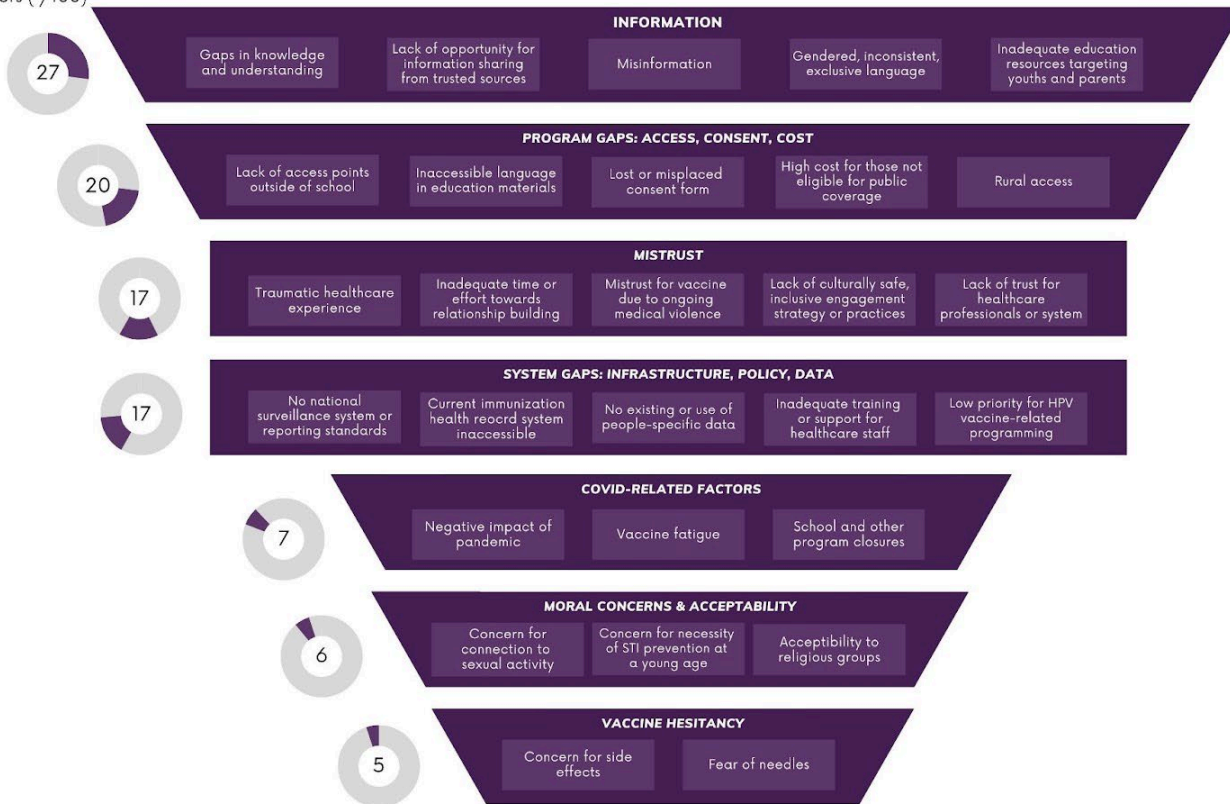 INFORMATION
27
Gaps in knowledge
and understanding
Lack of opportunity for
information sharing
from trusted sources
Misinformation
Gendered, inconsistent,
exclusive language
Inadequate education
resources targeting
youths and parents
PROGRAM GAPS: ACCESS, CONSENT, COST
20
Lack of access points
outside of school
Inaccessible language
in education materials
Lost or misplaced
consent form
High cost for those not
eligible for public
coverage
Rural access
MISTRUST
17
Traumatic healthcare
experience
Inadequate time or
effort towards
relationship building
Mistrust for vaccine
due to ongoing
medical violence
Lack of culturally safe,
inclusive engagement
strategy or practices
Lack of trust for
healthcare
professionals or system
SYSTEM GAPS: INFRASTRUCTURE, POLICY, DATA
17
No national
surveillance system or
reporting standards
Current immunization
health reocrd system
inaccessible
No existing or use of
people-specific data
Inadequate training
or support for
healthcare staff
Low priority for HPV
vaccine-related
programming
COVID-RELATED FACTORS
7
Negative impact of
pandemic
Vaccine fatigue
School and other
program closures
MORAL CONCERNS & ACCEPTABILITY
6
Concern for
connection to
sexual activity
Concern for necessity
of STI prevention at
a young age
Acceptibility to
religious groups
VACCINE HESITANCY
5
Concern for side
effects
Fear of needles